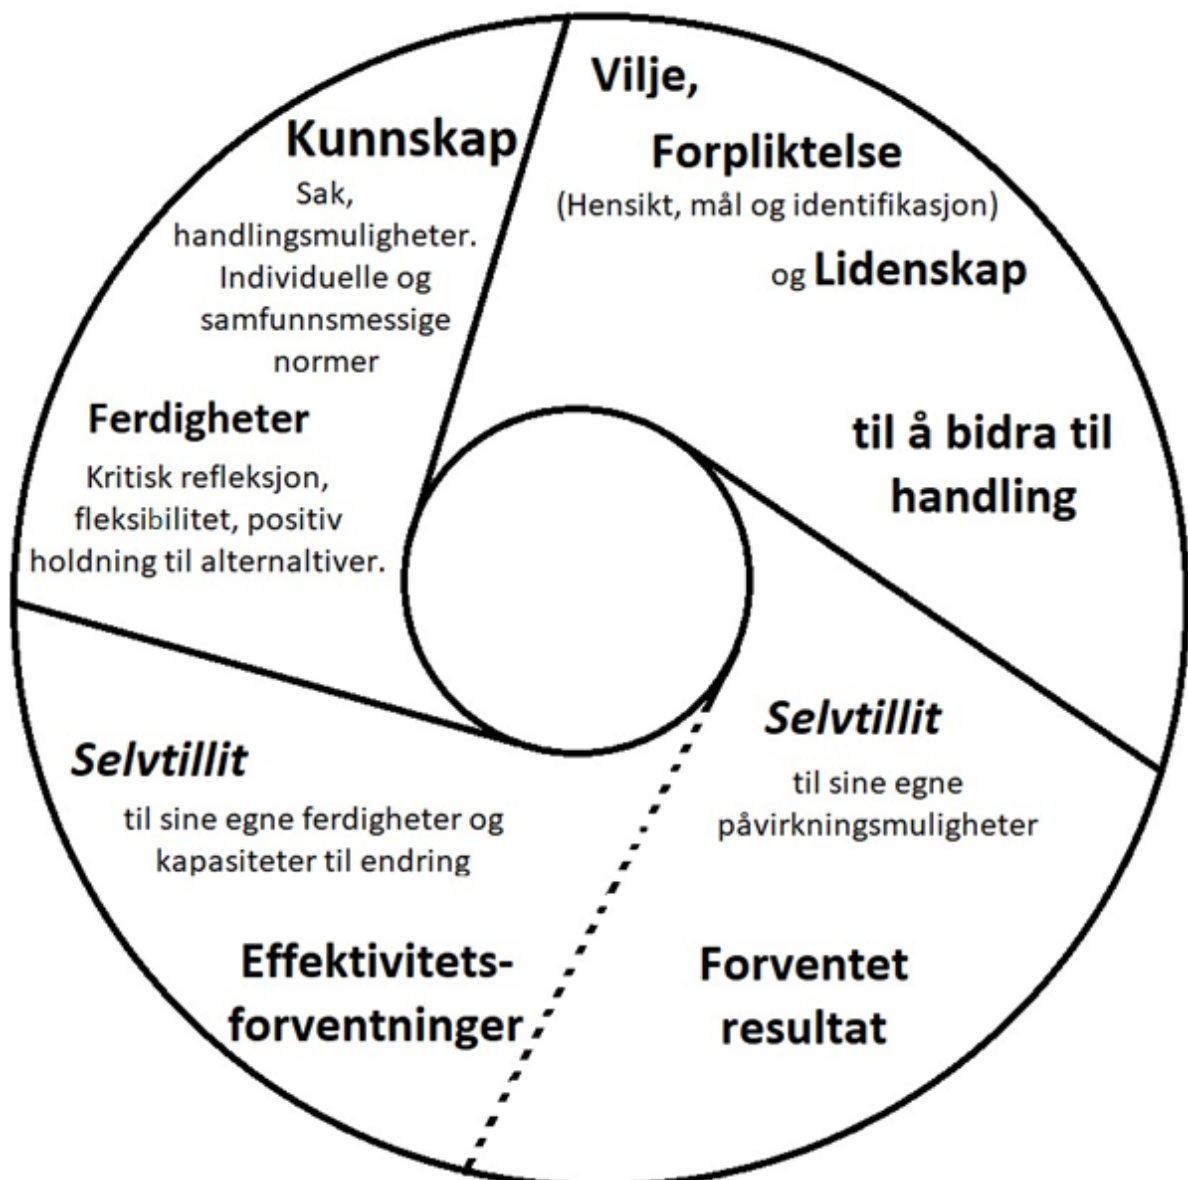 Kunnskap
Sak,
handlingsmuligheter.
Individuelle og
samfunnsmessige
normer
Ferdigheter
Kritisk refleksjon,
fleksibilitet, positiv
holdning til alternaltiver.
Vilje,
Forpliktelse
(Hensikt, mål og identifikasjon)
og Lidenskap
til å bidra til
handling
Selvtillit
til sine egne ferdigheter og
kapasiteter til endring
Effektivitets-
forventninger
Selvtillit
til sine egne
påvirkningsmuligheter
Forventet
resultat